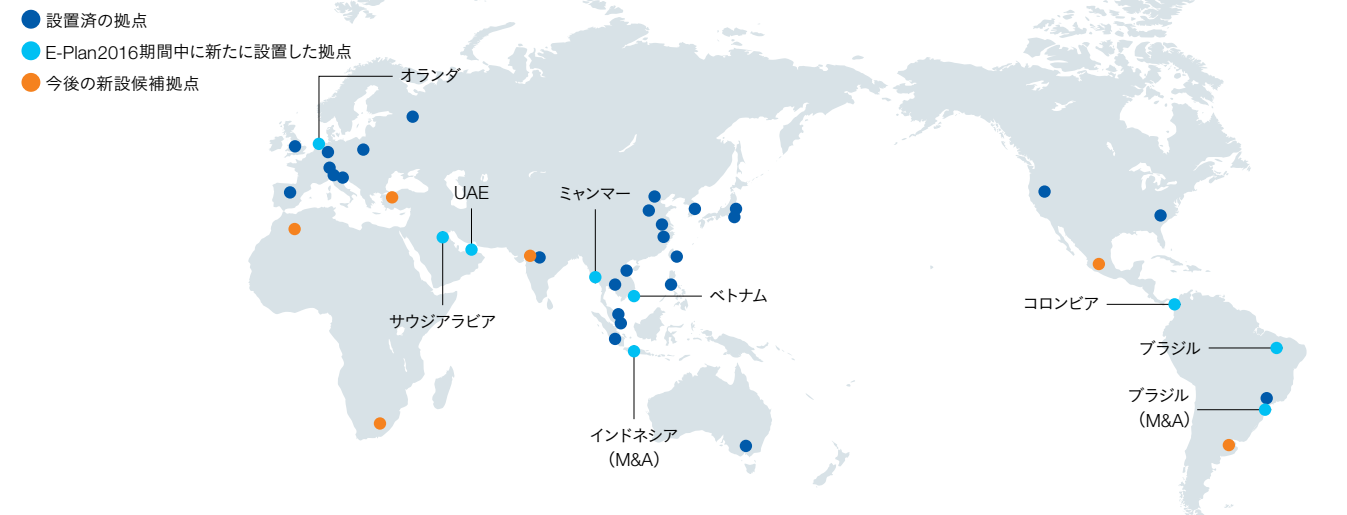 設置済の拠点
E-Plan2016期間中に新たに設置した拠点
今後の新設候補拠点
オランダ
UAE
ミャンマー
サウジアラビア
ベトナム
インドネシア
（M&A）
コロンビア
ブラジル
ブラジル
（M&A）